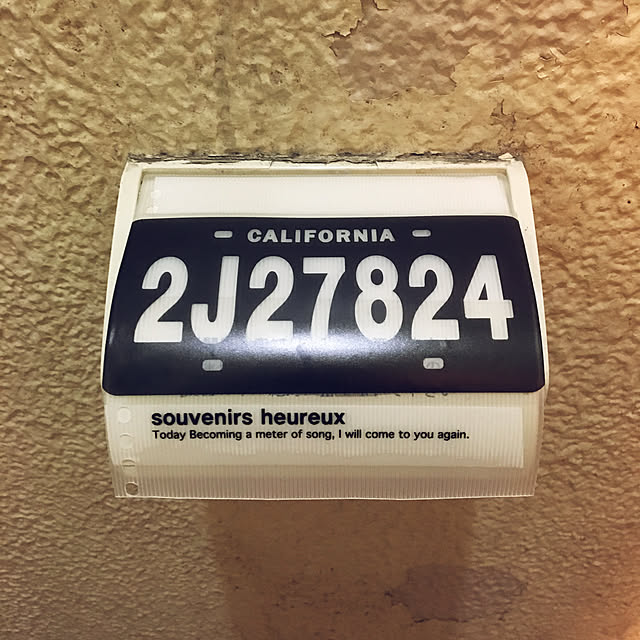 CALIFORNIA
2J27824
souvenirs heureux
Today Becoming a meter of song, I will come to you again.